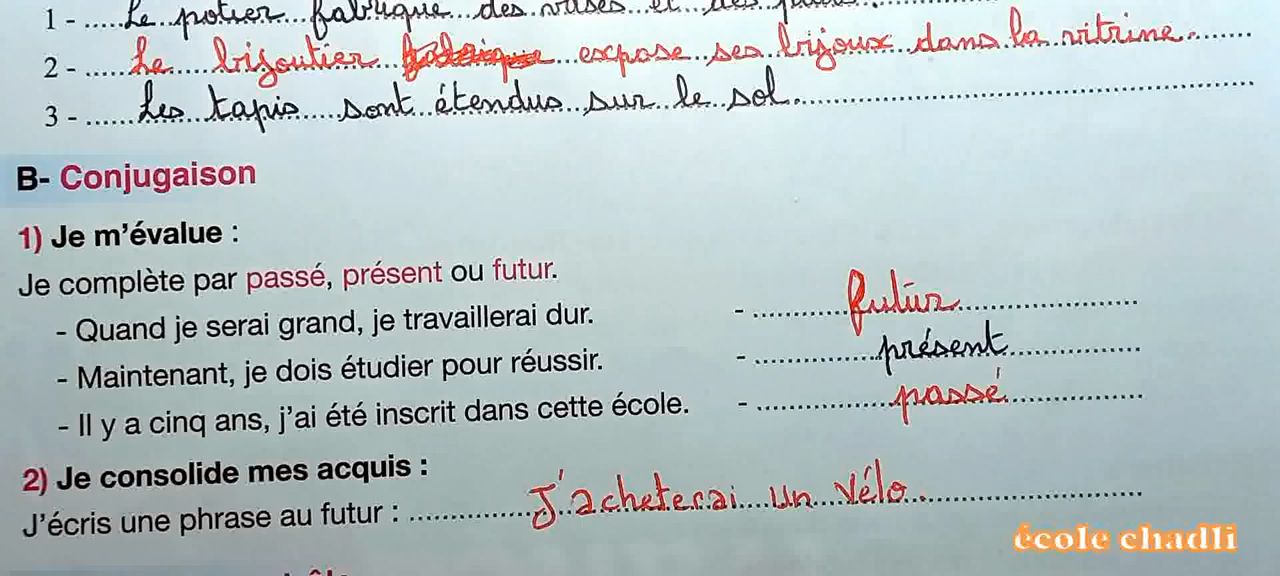 1 - Le potier fabrique des vases et des
2 - Le bijoutier expose ses bijoux dans la vitrine.
3 - Les tapis sont étendus sur le sol.
B- Conjugaison
1) Je m'évalue :
Je complète par passé, présent ou futur.
- Quand je serai grand, je travaillerai dur. - futur
- Maintenant, je dois étudier pour réussir. - présent
- Il y a cinq ans, j'ai été inscrit dans cette école. - passé
2) Je consolide mes acquis :
J'écris une phrase au futur : J'acheterai un vélo.
école chadli